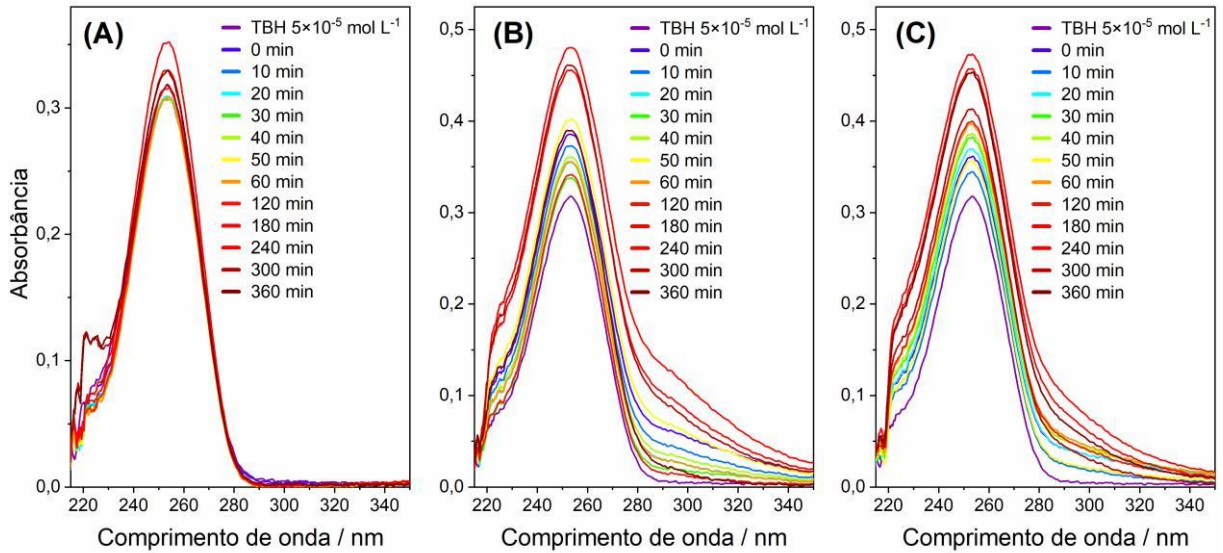 (A)
TBH 5×10⁻⁵ mol L⁻¹
0 min
10 min
20 min
30 min
40 min
50 min
60 min
120 min
180 min
240 min
300 min
360 min
Absorbância
0,3
0,2
0,1
0,0
220 240 260 280 300 320 340
Comprimento de onda / nm
(B)
TBH 5×10⁻⁵ mol L⁻¹
0 min
10 min
20 min
30 min
40 min
50 min
60 min
120 min
180 min
240 min
300 min
360 min
0,5
0,4
0,3
0,2
0,1
0,0
220 240 260 280 300 320 340
Comprimento de onda / nm
(C)
TBH 5×10⁻⁵ mol L⁻¹
0 min
10 min
20 min
30 min
40 min
50 min
60 min
120 min
180 min
240 min
300 min
360 min
0,5
0,4
0,3
0,2
0,1
0,0
220 240 260 280 300 320 340
Comprimento de onda / nm